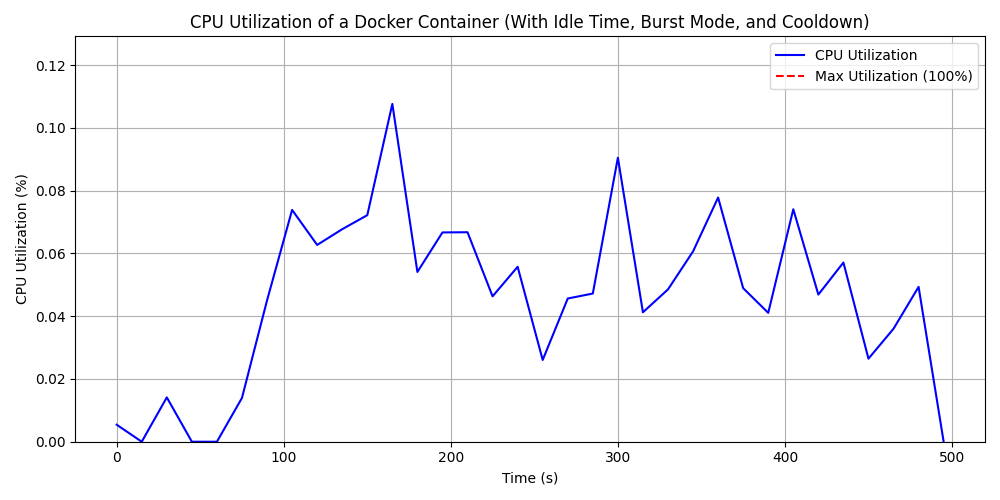 CPU Utilization of a Docker Container (With Idle Time, Burst Mode, and Cooldown)
CPU Utilization
Max Utilization (100%)
CPU Utilization (%)
0.12
0.10
0.08
0.06
0.04
0.02
0.00
0 100 200 300 400 500
Time (s)